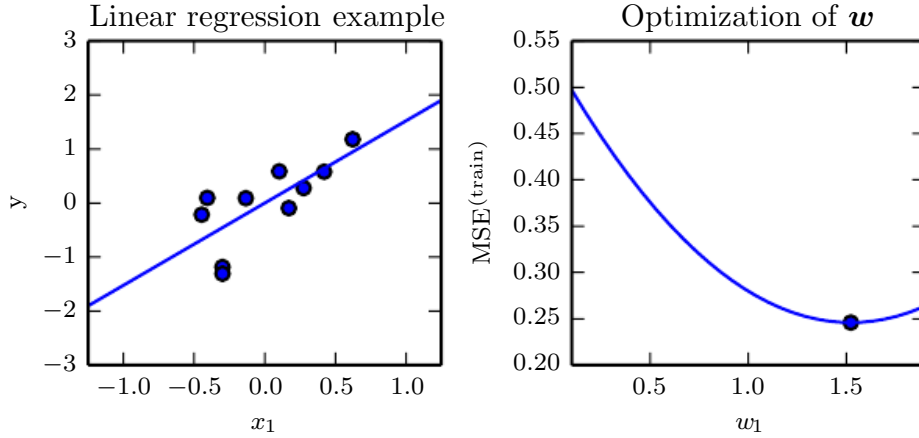 Linear regression example
3
2
1
0
−1
−2
−3
y
−1.0 −0.5 0.0 0.5 1.0
x₁
Optimization of w
0.55
0.50
0.45
0.40
0.35
0.30
0.25
0.20
MSE⁽ᵗʳᵃⁱⁿ⁾
0.5 1.0 1.5
w₁